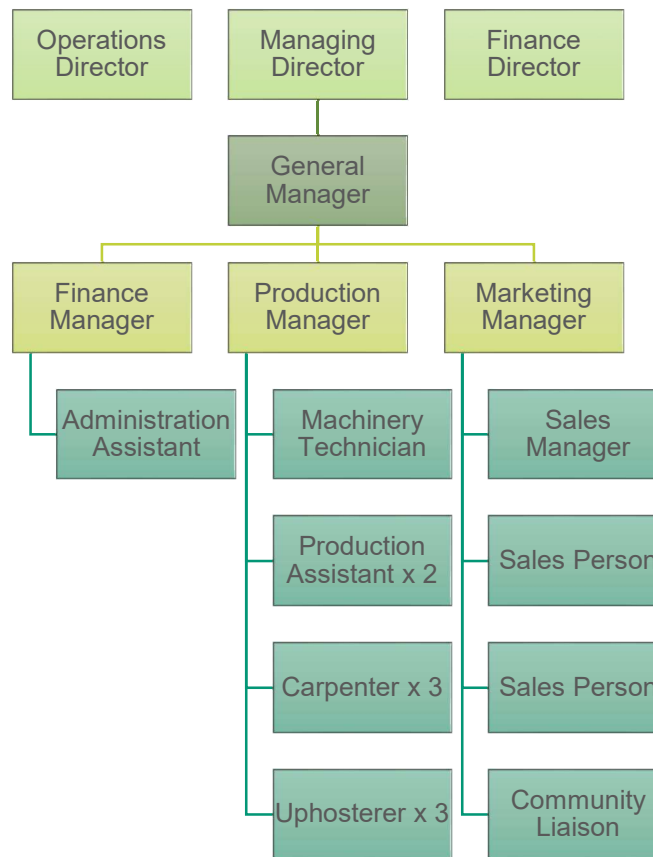 Operations
Director
Managing
Director
Finance
Director
General
Manager
Finance
Manager
Production
Manager
Marketing
Manager
Administration
Assistant
Machinery
Technician
Sales
Manager
Production
Assistant x 2
Sales Person
Carpenter x 3
Sales Person
Uphosterer x 3
Community
Liaison